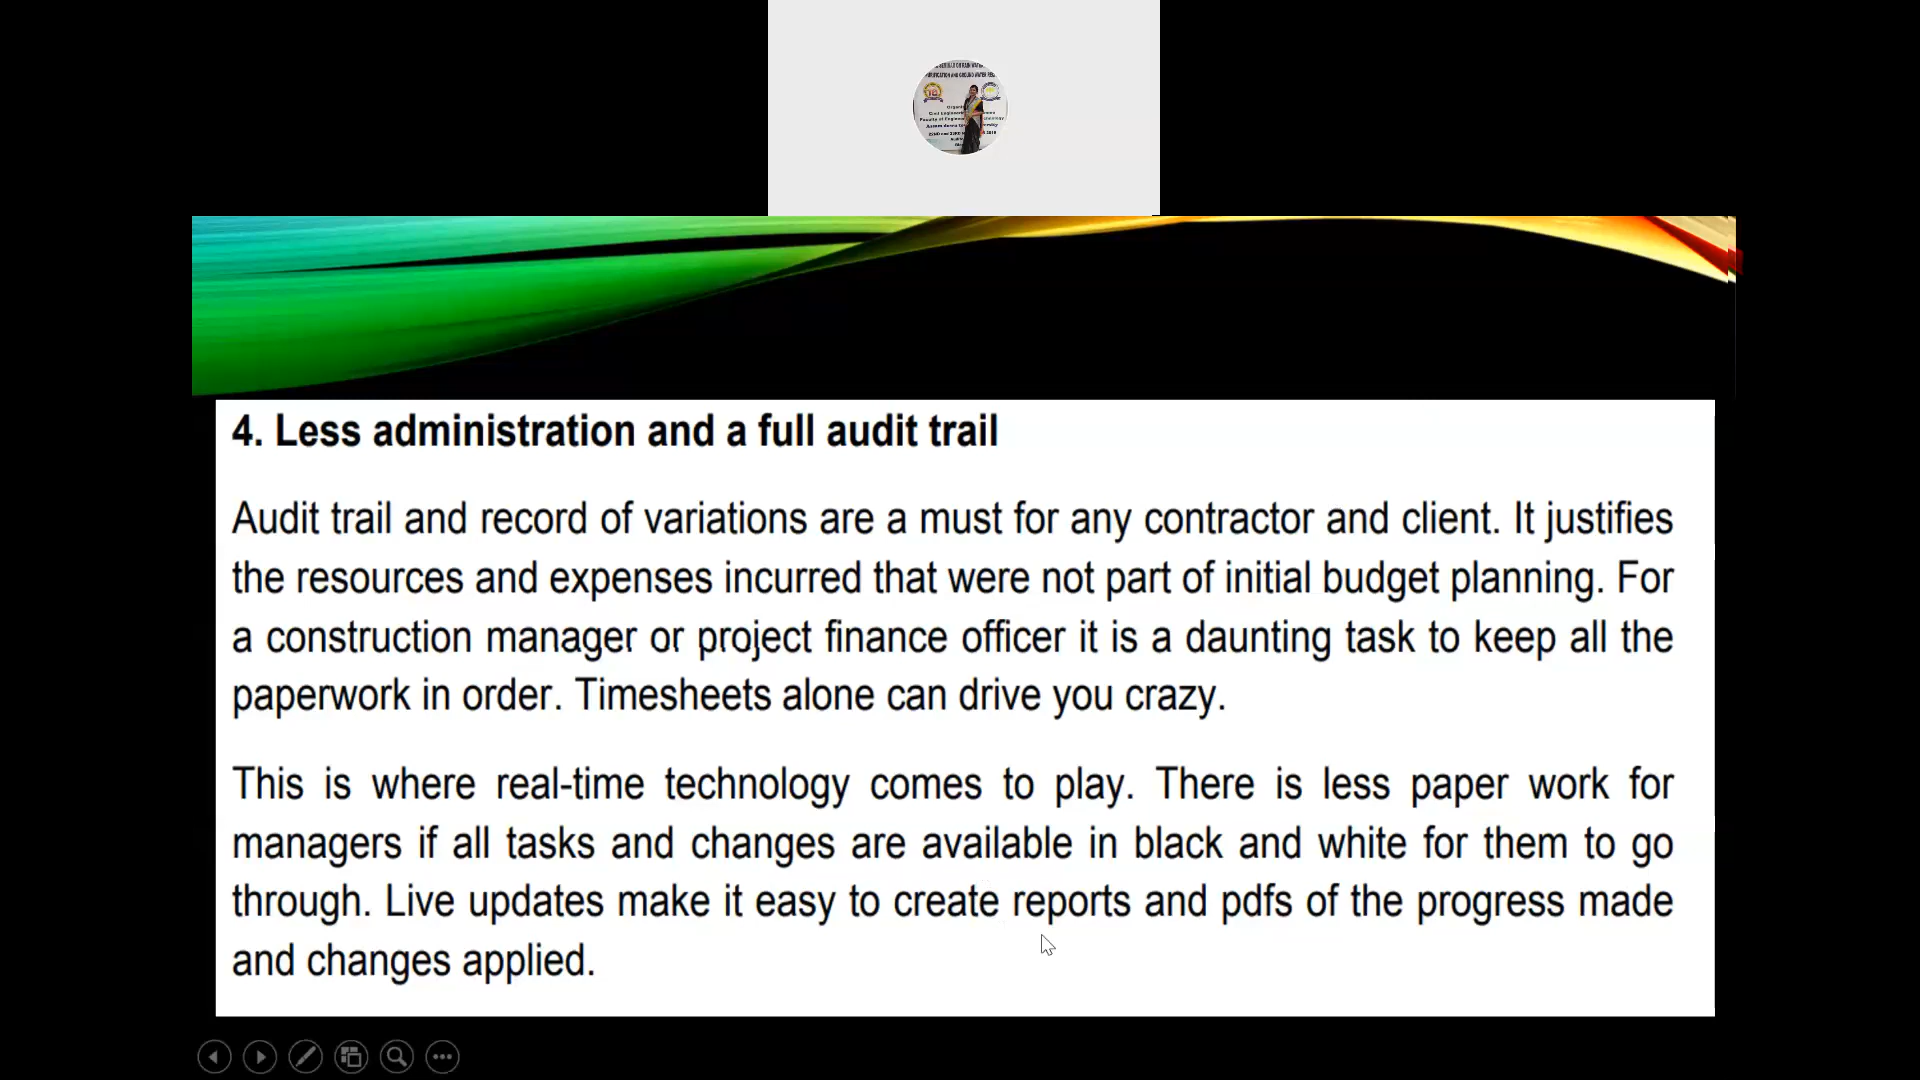 4. Less administration and a full audit trail
Audit trail and record of variations are a must for any contractor and client. It justifies
the resources and expenses incurred that were not part of initial budget planning. For
a construction manager or project finance officer it is a daunting task to keep all the
paperwork in order. Timesheets alone can drive you crazy.
This is where real-time technology comes to play. There is less paper work for
managers if all tasks and changes are available in black and white for them to go
through. Live updates make it easy to create reports and pdfs of the progress made
and changes applied.